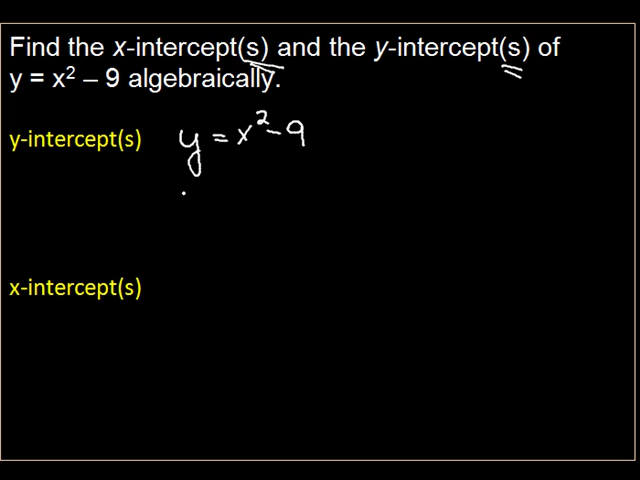 Find the x-intercept(s) and the y-intercept(s) of
y = x² – 9 algebraically.
y-intercept(s) y = x² - 9
x-intercept(s)